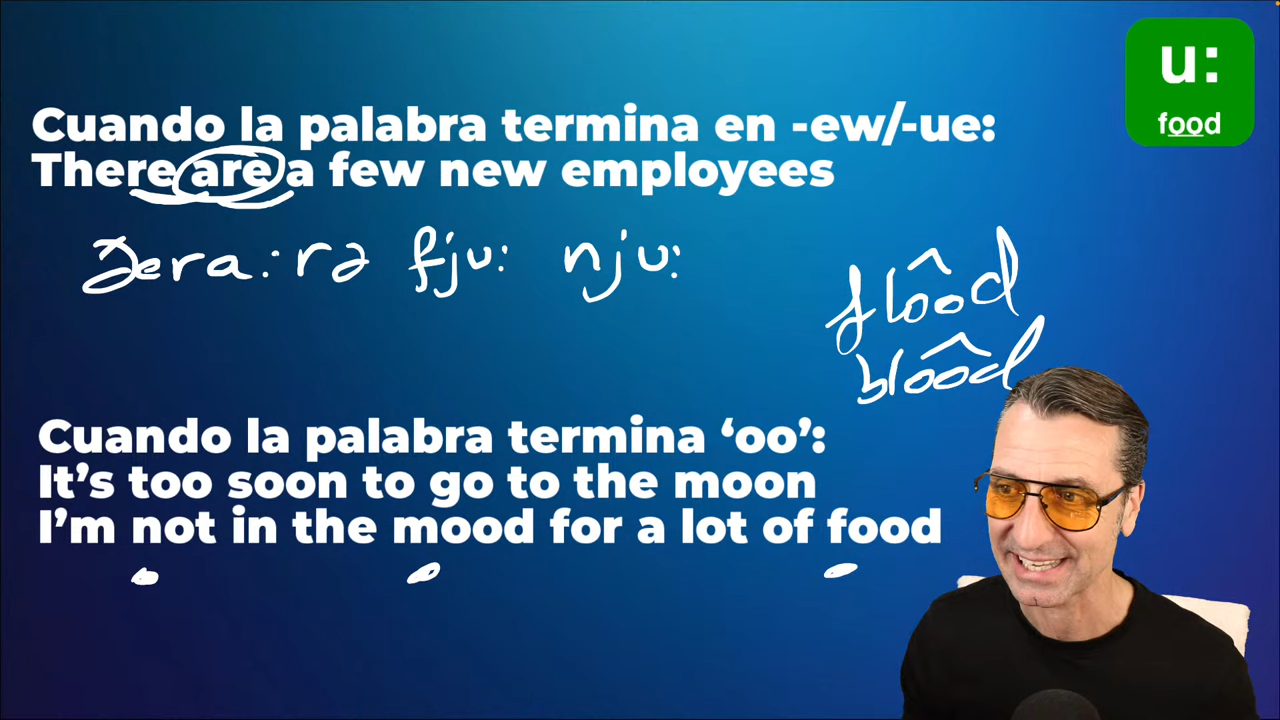 u:
food
Cuando la palabra termina en -ew/-ue:
There are a few new employees
fju: nju:
flood
blood
Cuando la palabra termina ‘oo’:
It’s too soon to go to the moon
I’m not in the mood for a lot of food